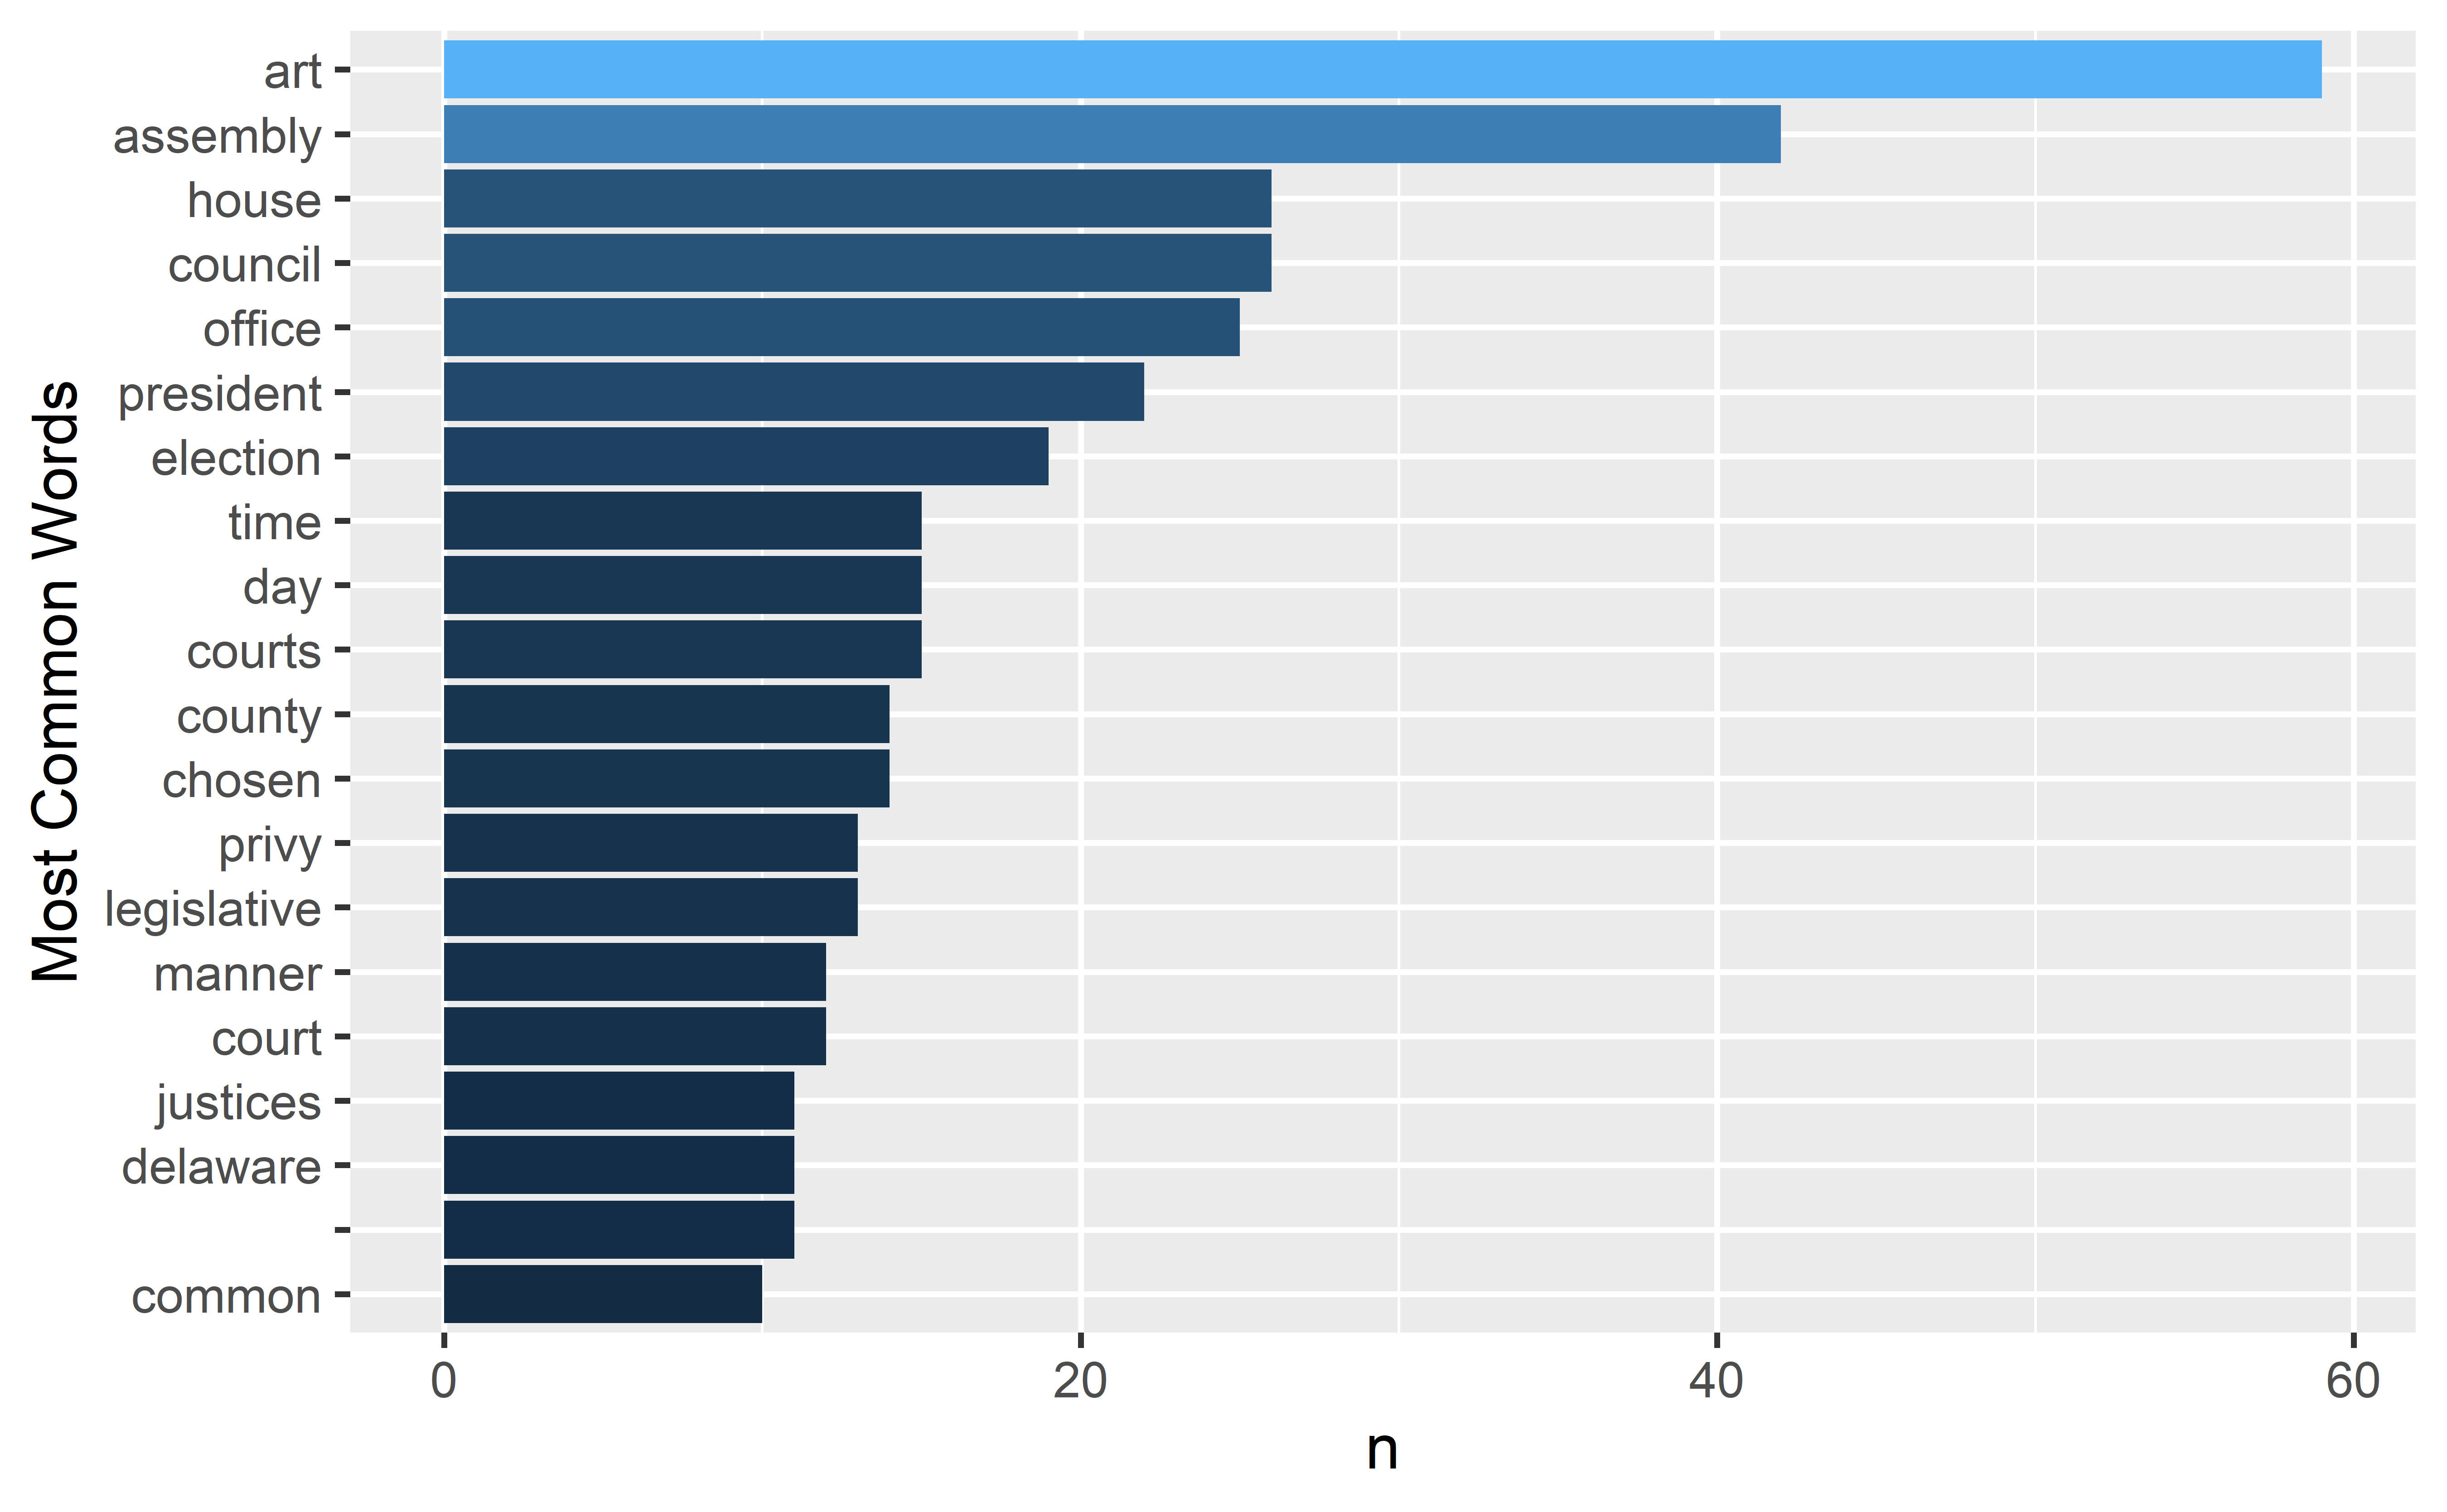 Most Common Words
art
assembly
house
council
office
president
election
time
day
courts
county
chosen
privy
legislative
manner
court
justices
delaware
common
0 20 40 60
n